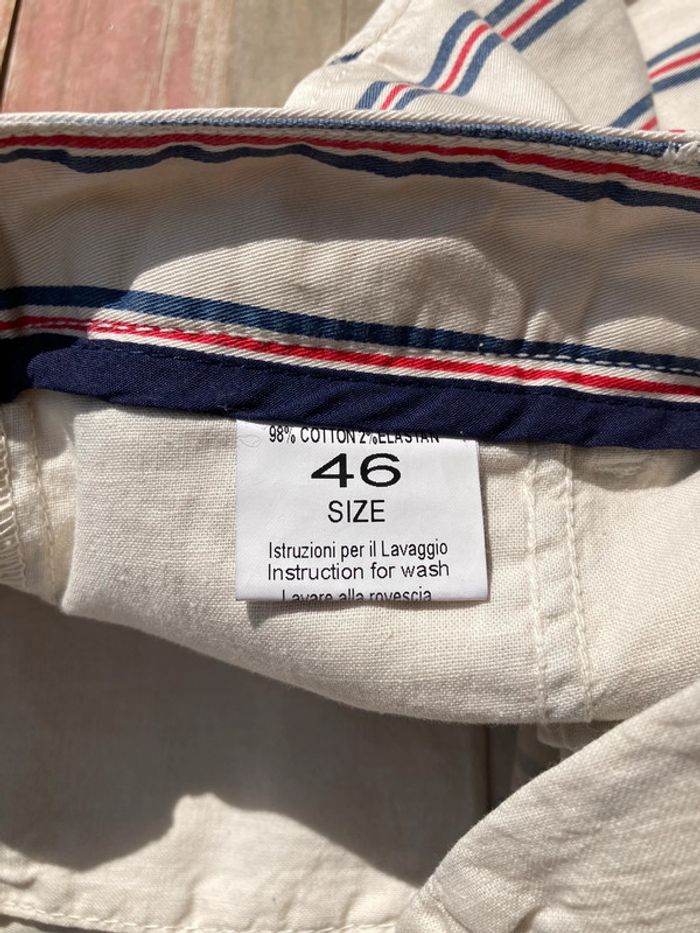 98% COTTON 2%ELASTAN
46
SIZE
Istruzioni per il Lavaggio
Instruction for wash
Lavare alla rovescia